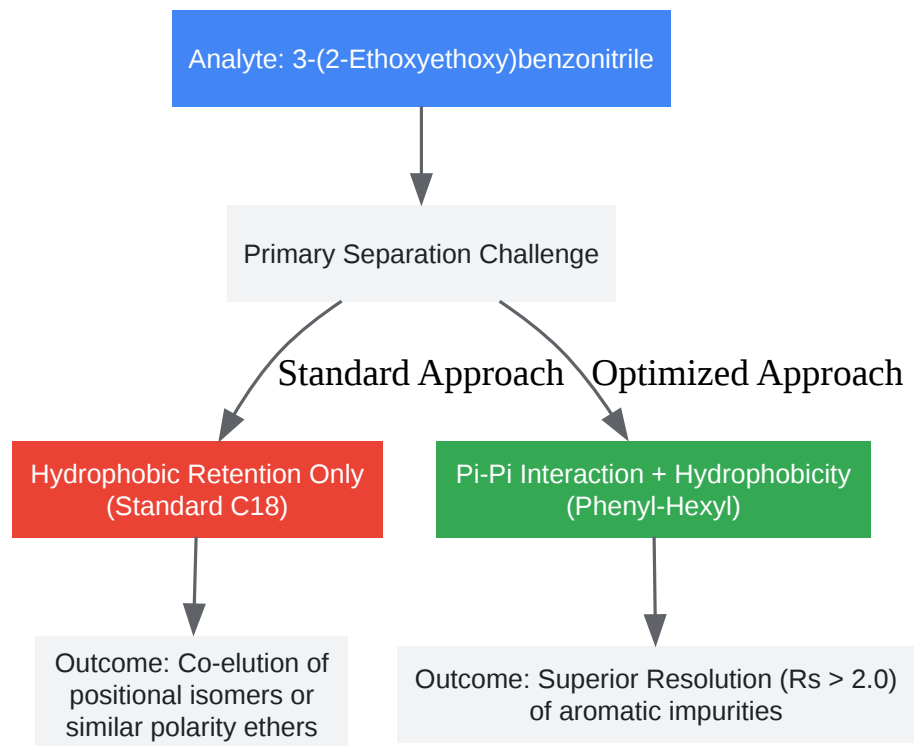 Analyte: 3-(2-Ethoxyethoxy)benzonitrile
Primary Separation Challenge
Standard Approach
Optimized Approach
Hydrophobic Retention Only
(Standard C18)
Pi-Pi Interaction + Hydrophobicity
(Phenyl-Hexyl)
Outcome: Co-elution of
positional isomers or
similar polarity ethers
Outcome: Superior Resolution (Rs > 2.0)
of aromatic impurities